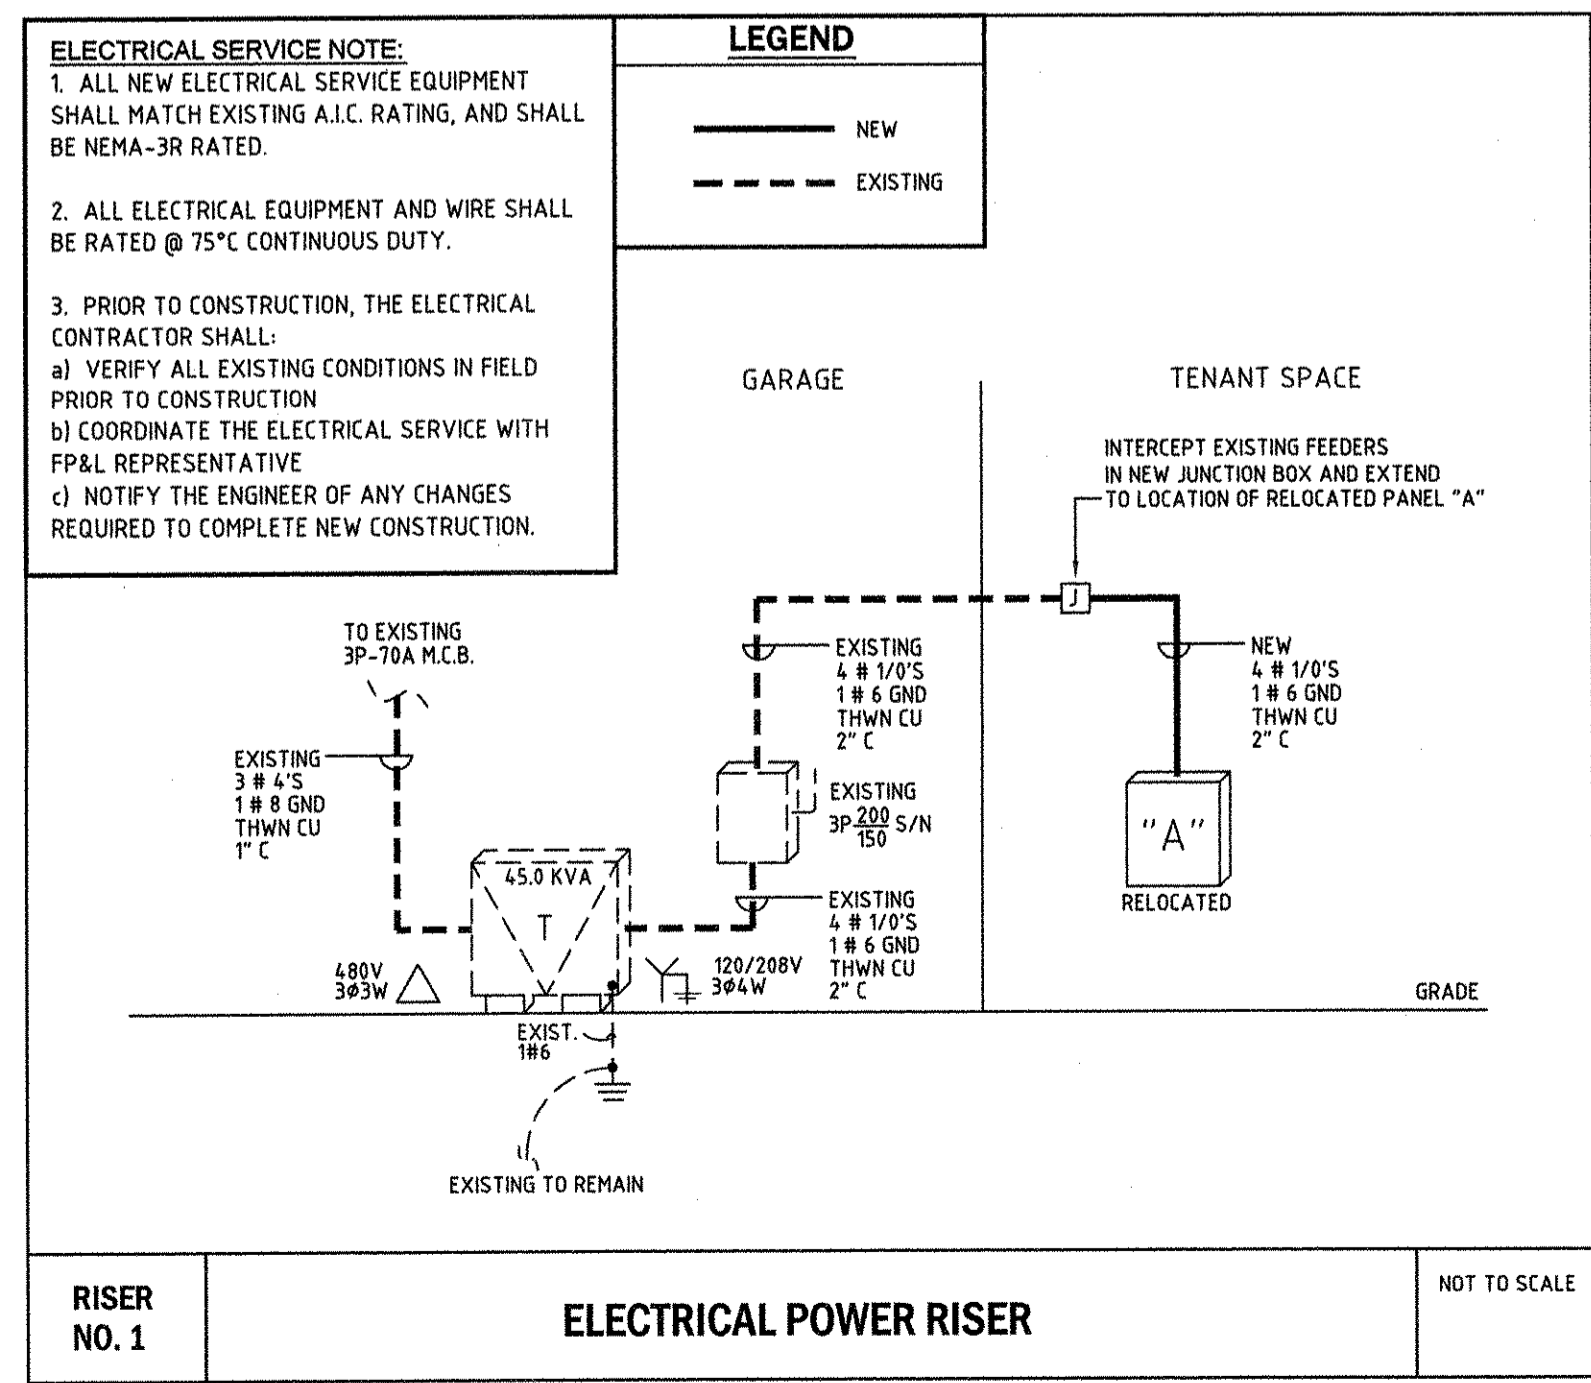 ELECTRICAL SERVICE NOTE:
1. ALL NEW ELECTRICAL SERVICE EQUIPMENT
SHALL MATCH EXISTING A.I.C. RATING, AND SHALL
BE NEMA-3R RATED.
2. ALL ELECTRICAL EQUIPMENT AND WIRE SHALL
BE RATED @ 75°C CONTINUOUS DUTY.
3. PRIOR TO CONSTRUCTION, THE ELECTRICAL
CONTRACTOR SHALL:
a) VERIFY ALL EXISTING CONDITIONS IN FIELD
PRIOR TO CONSTRUCTION
b) COORDINATE THE ELECTRICAL SERVICE WITH
FP&L REPRESENTATIVE
c) NOTIFY THE ENGINEER OF ANY CHANGES
REQUIRED TO COMPLETE NEW CONSTRUCTION.
LEGEND
NEW
EXISTING
GARAGE
TENANT SPACE
INTERCEPT EXISTING FEEDERS
IN NEW JUNCTION BOX AND EXTEND
TO LOCATION OF RELOCATED PANEL "A"
J
TO EXISTING
3P-70A M.C.B.
EXISTING
3 # 4'S
1 # 8 GND
THWN CU
1" C
EXISTING
4 # 1/0'S
1 # 6 GND
THWN CU
2" C
NEW
4 # 1/0'S
1 # 6 GND
THWN CU
2" C
EXISTING
3P 200/150 S/N
"A"
RELOCATED
45.0 KVA
T
EXISTING
4 # 1/0'S
1 # 6 GND
THWN CU
2" C
480V
3ø3W
120/208V
3ø4W
GRADE
EXIST.
1#6
EXISTING TO REMAIN
RISER
NO. 1
ELECTRICAL POWER RISER
NOT TO SCALE